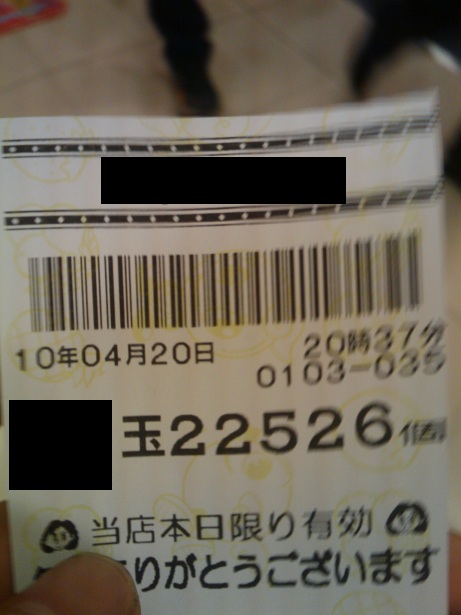 10年04月20日 20時37分
0103-035
玉22526個
当店本日限り有効
りがとうございます